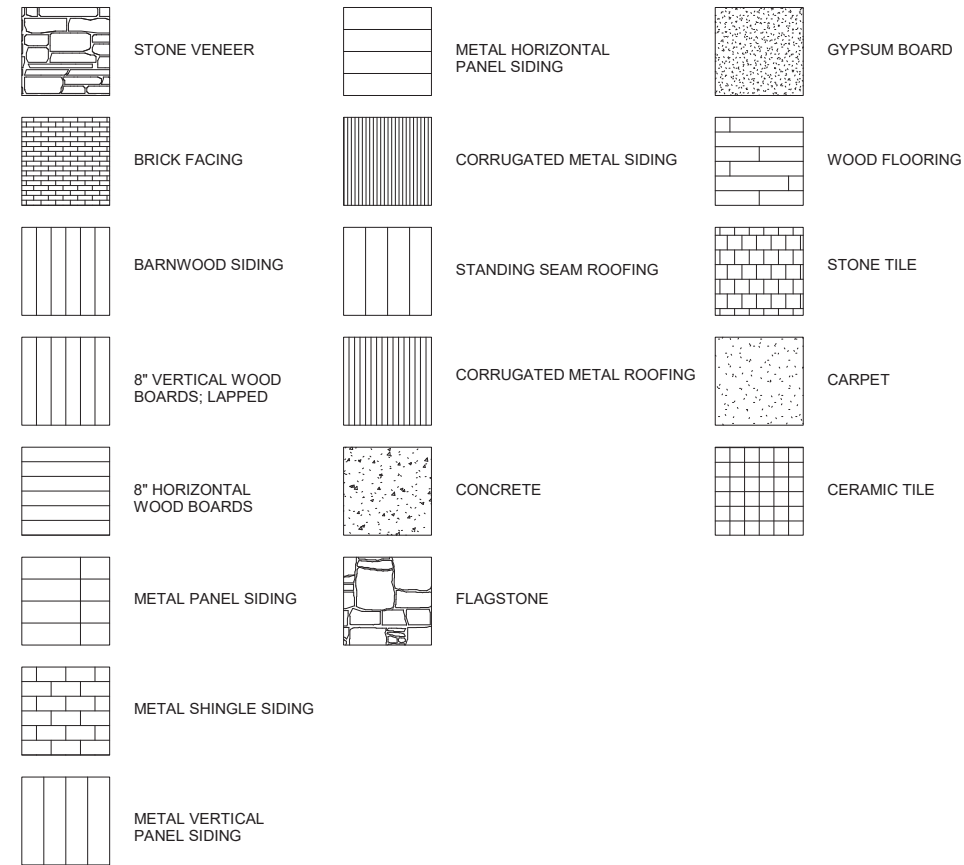 STONE VENEER
BRICK FACING
BARNWOOD SIDING
8" VERTICAL WOOD
BOARDS; LAPPED
8" HORIZONTAL
WOOD BOARDS
METAL PANEL SIDING
METAL SHINGLE SIDING
METAL VERTICAL
PANEL SIDING
METAL HORIZONTAL
PANEL SIDING
CORRUGATED METAL SIDING
STANDING SEAM ROOFING
CORRUGATED METAL ROOFING
CONCRETE
FLAGSTONE
GYPSUM BOARD
WOOD FLOORING
STONE TILE
CARPET
CERAMIC TILE